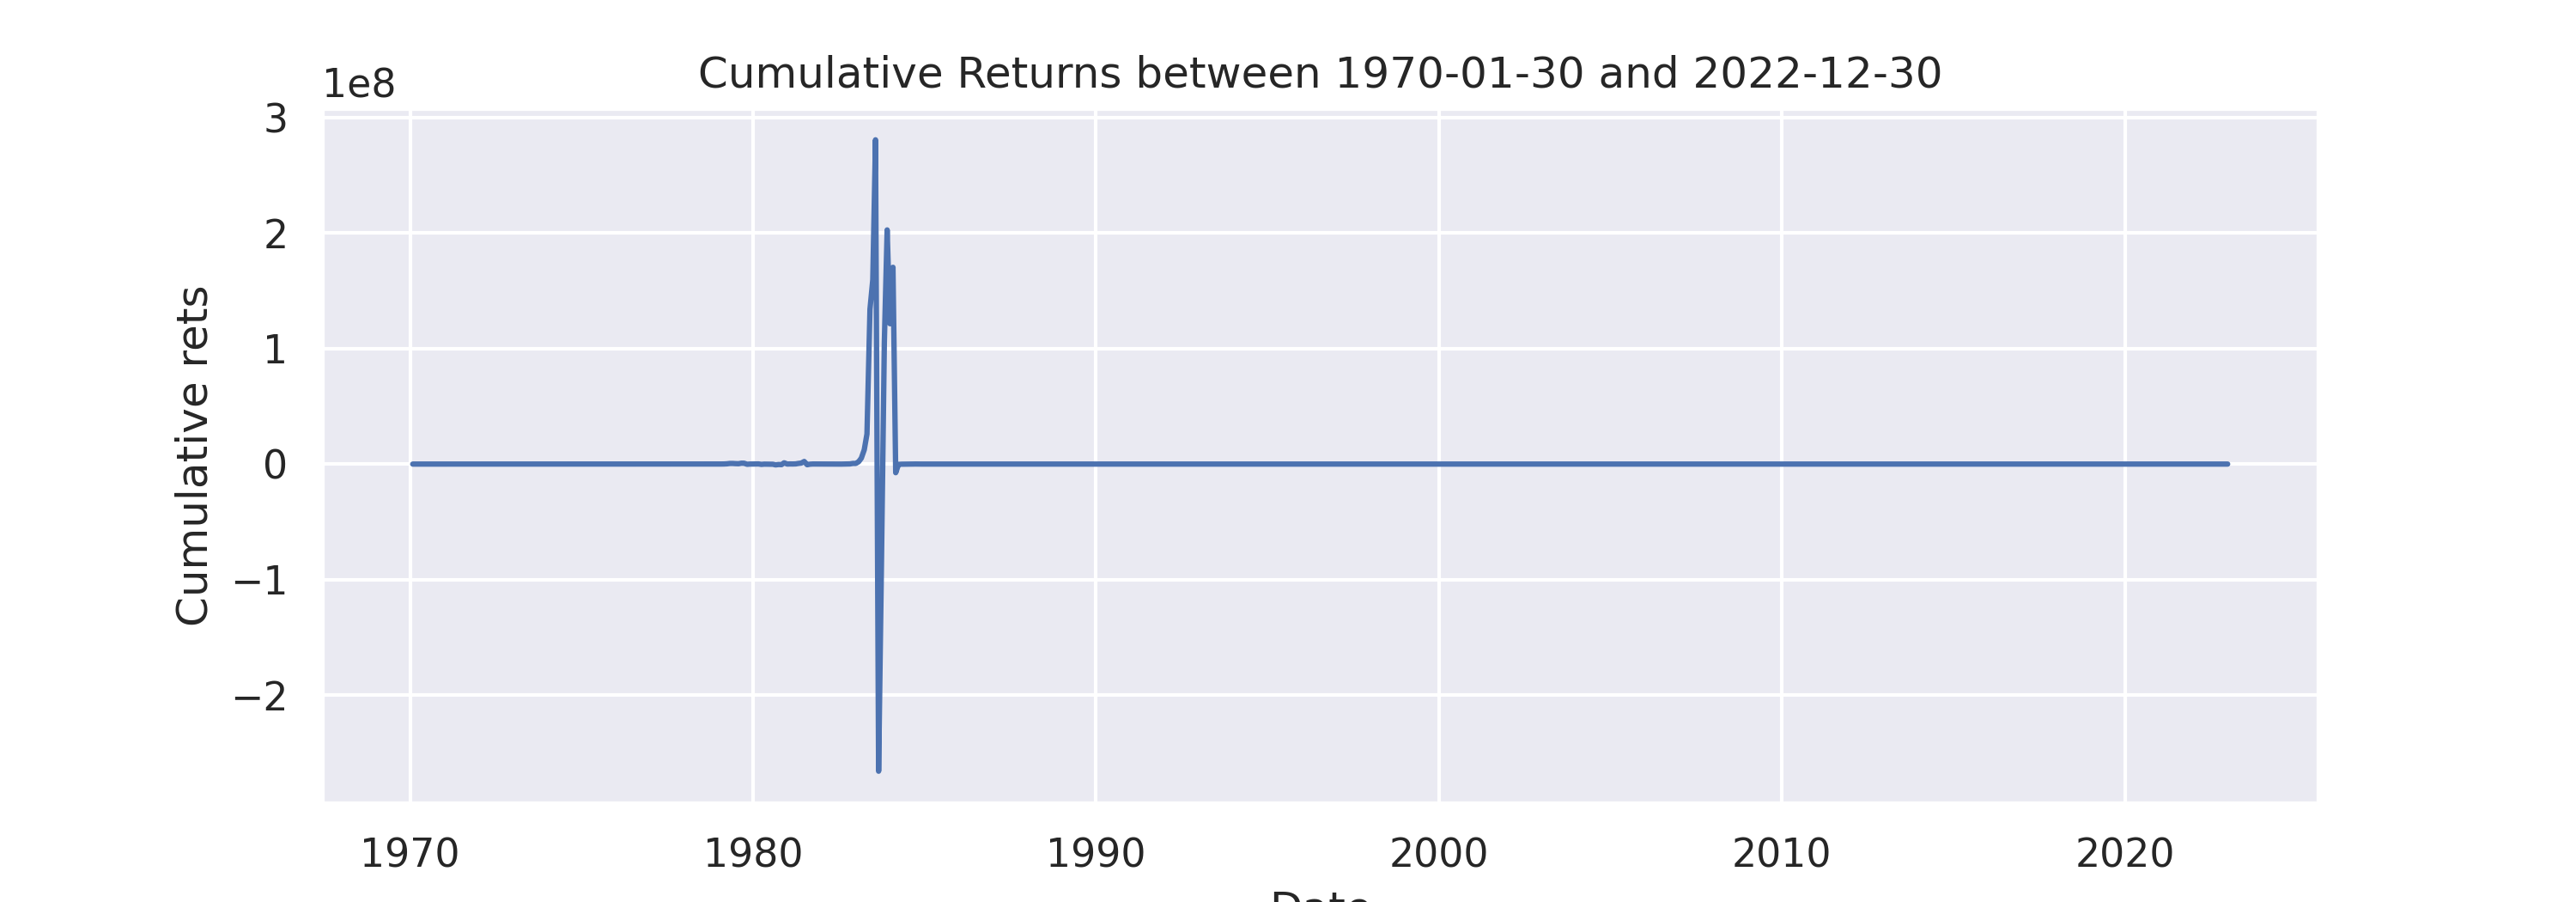 Cumulative Returns between 1970-01-30 and 2022-12-30
1e8
3
2
1
0
−1
−2
Cumulative rets
1970 1980 1990 2000 2010 2020
Date